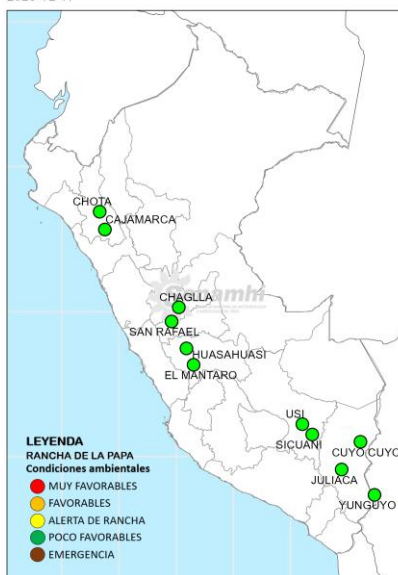 CHOTA
CAJAMARCA
Senamhi
CHAGLLA
SAN RAFAEL
HUASAHUASI
EL MANTARO
USI
SICUANI
CUYO CUYO
JULIACA
YUNGUYO
LEYENDA
RANCHA DE LA PAPA
Condiciones ambientales
MUY FAVORABLES
FAVORABLES
ALERTA DE RANCHA
POCO FAVORABLES
EMERGENCIA